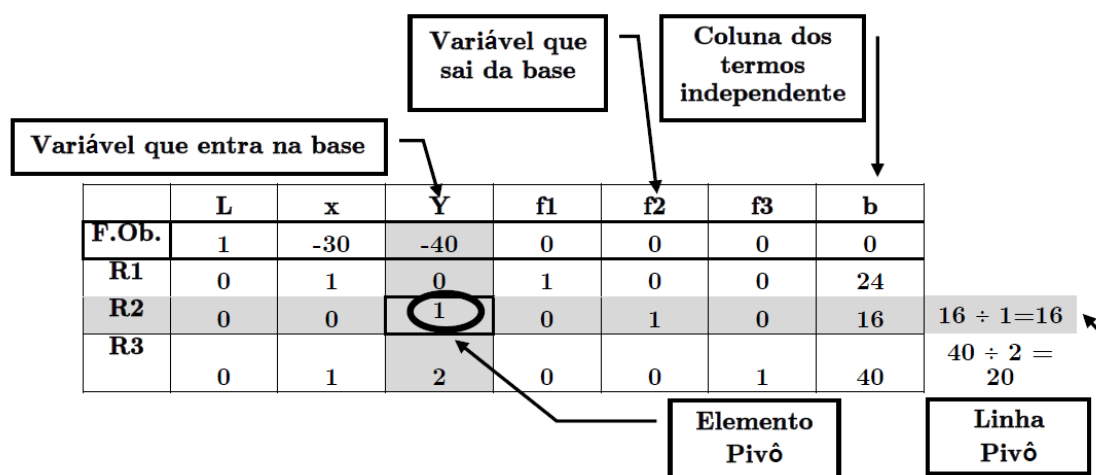 Variável que
sai da base
Coluna dos
termos
independente
Variável que entra na base
L x Y f1 f2 f3 b
F.Ob. 1 -30 -40 0 0 0 0
R1 0 1 0 1 0 0 24
R2 0 0 1 0 1 0 16 16 ÷ 1=16
R3 0 1 2 0 0 1 40 40 ÷ 2 =
20
Elemento
Pivô
Linha
Pivô